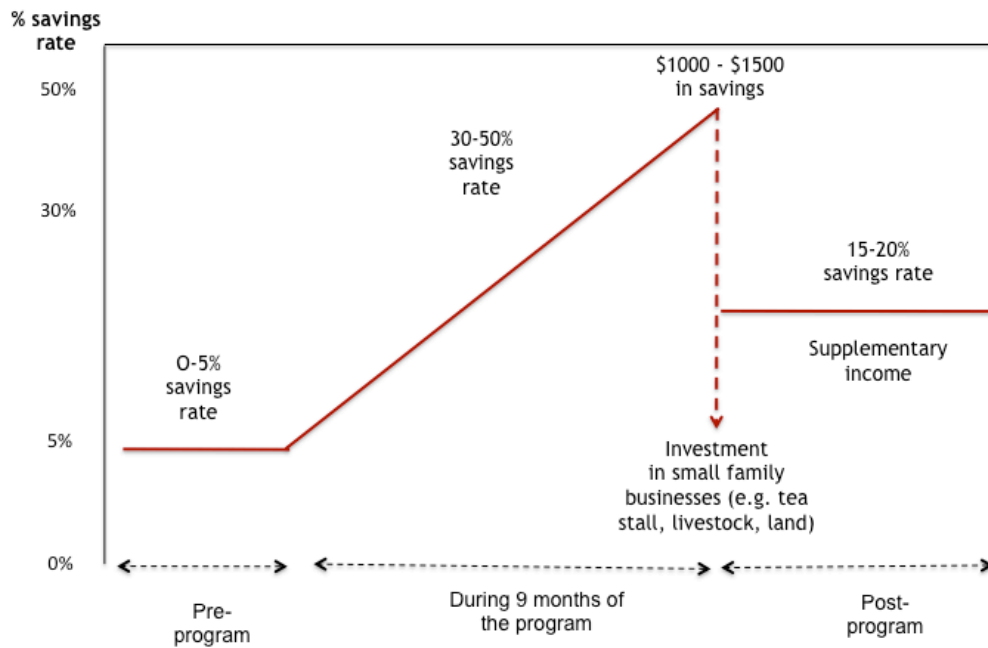 % savings
rate
50%
30%
5%
0%
O-5%
savings
rate
30-50%
savings
rate
$1000 - $1500
in savings
15-20%
savings rate
Supplementary
income
Investment
in small family
businesses (e.g. tea
stall, livestock, land)
Pre-
program
During 9 months of
the program
Post-
program